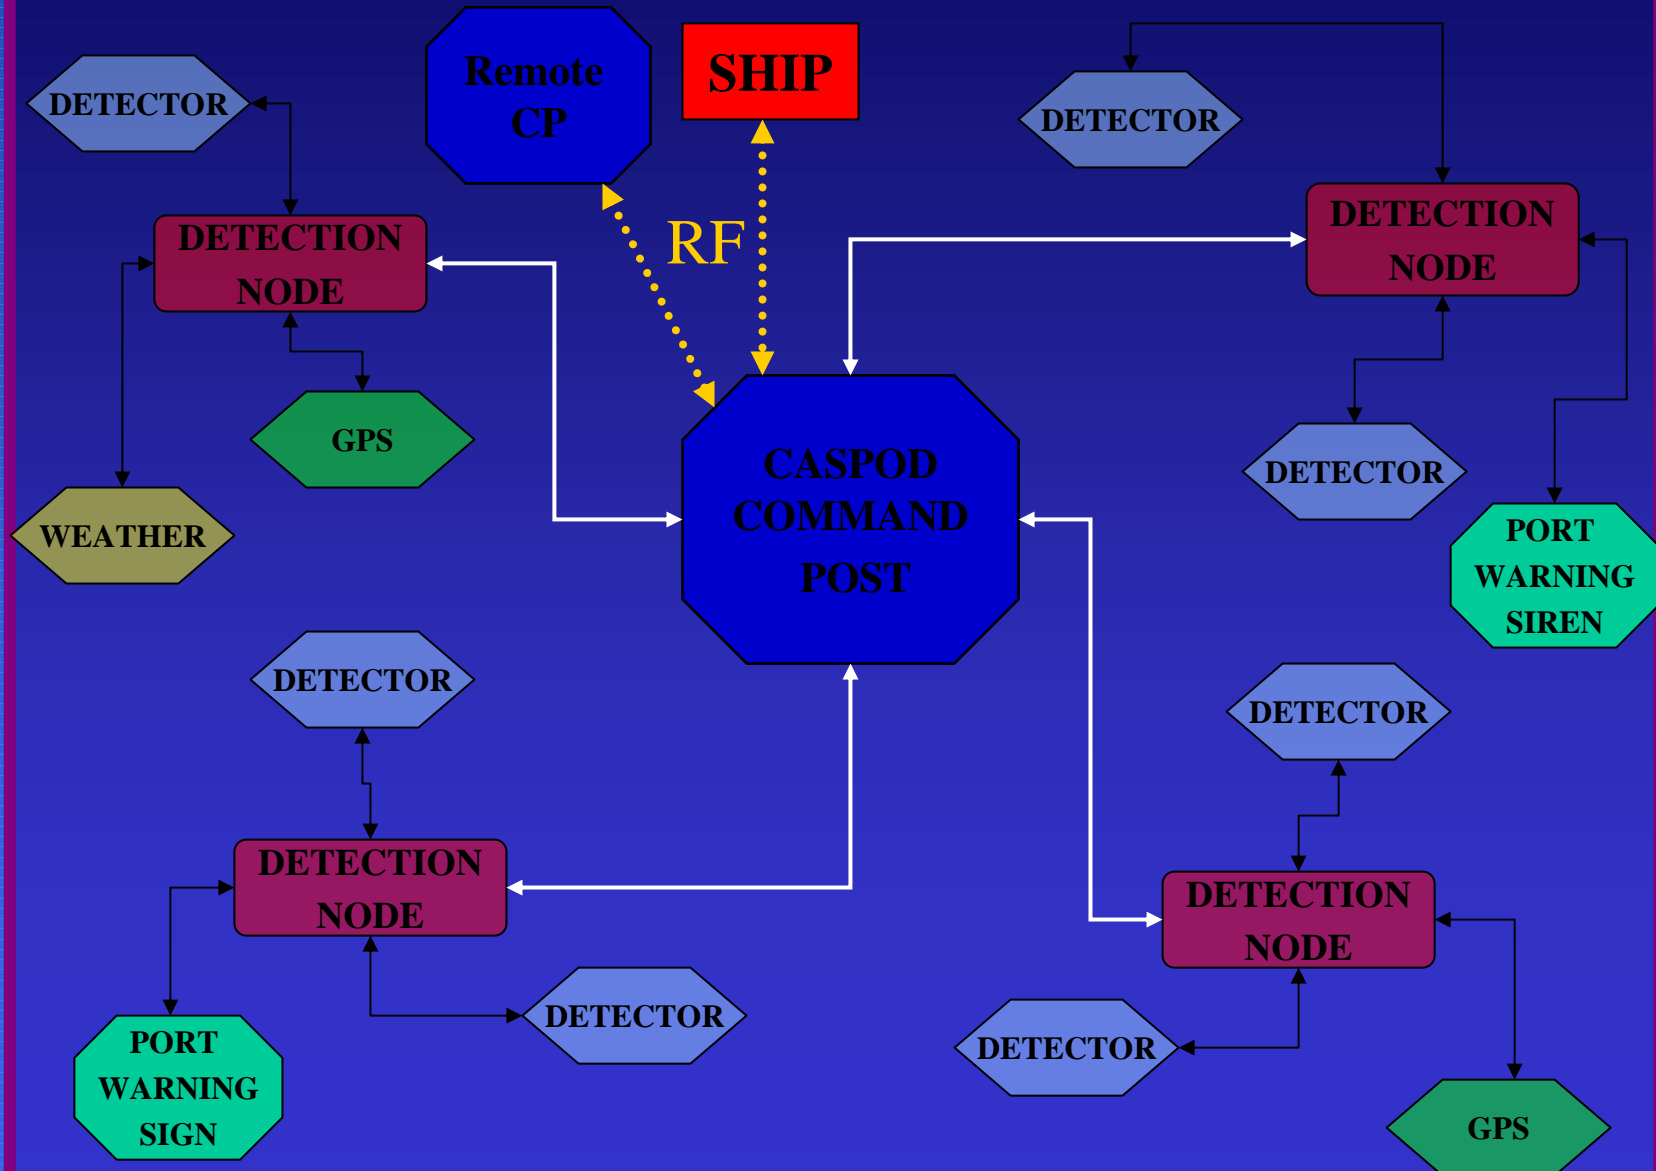 Remote
CP
SHIP
DETECTOR
DETECTOR
RF
DETECTION
NODE
DETECTION
NODE
GPS
WEATHER
CASPOD
COMMAND
POST
DETECTOR
PORT
WARNING
SIREN
DETECTOR
DETECTOR
DETECTION
NODE
DETECTION
NODE
DETECTOR
DETECTOR
PORT
WARNING
SIGN
GPS